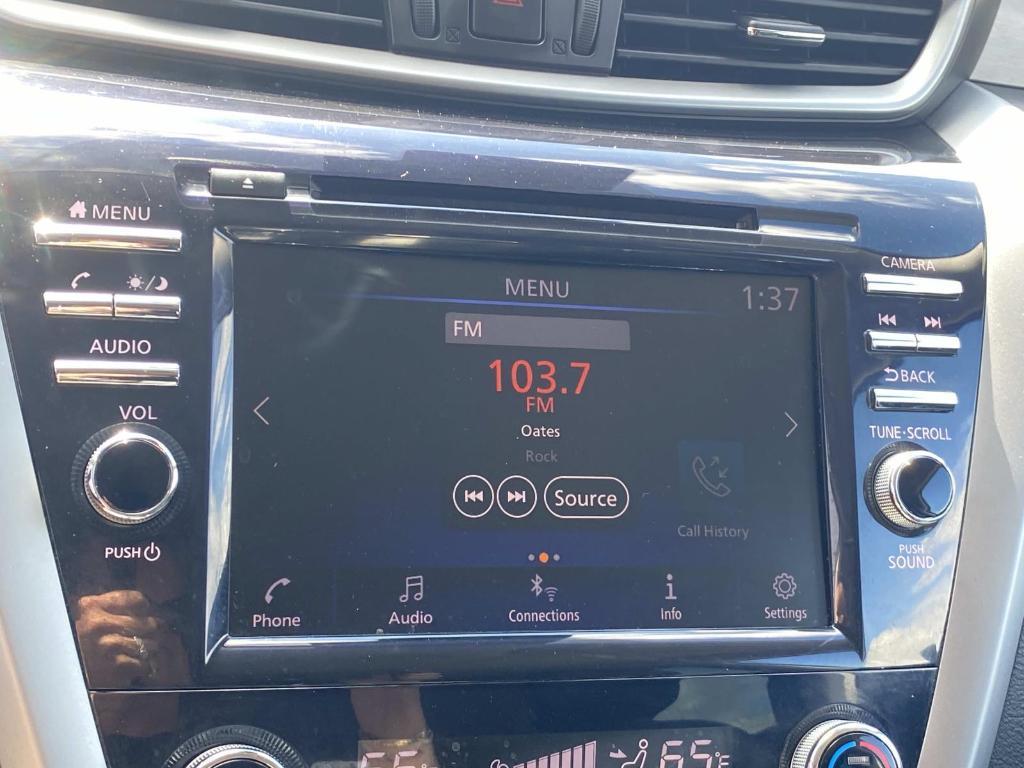 MENU
AUDIO
VOL
PUSH
MENU
1:37
FM
103.7
FM
Oates
Rock
Source
Call History
Phone
Audio
Connections
Info
Settings
CAMERA
BACK
TUNE·SCROLL
PUSH
SOUND
65°F